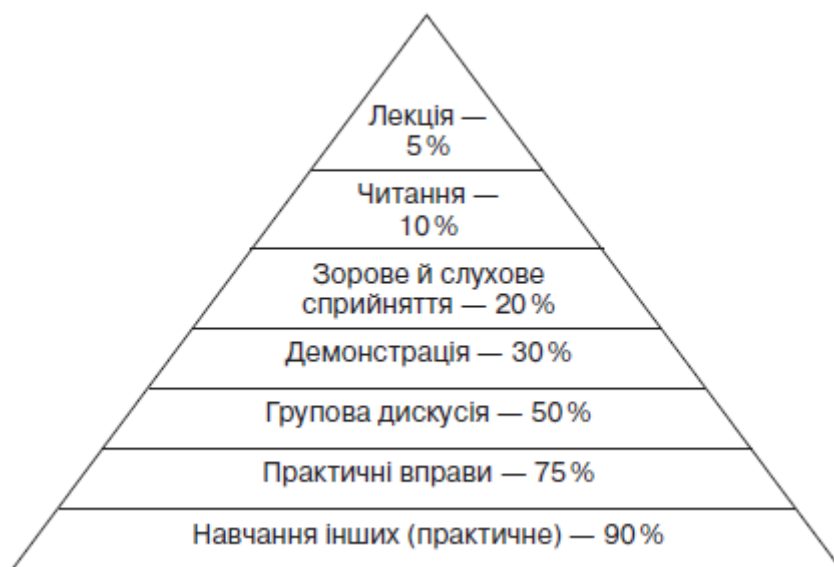 Лекція —
5 %
Читання —
10 %
Зорове й слухове
сприйняття — 20 %
Демонстрація — 30 %
Групова дискусія — 50 %
Практичні вправи — 75 %
Навчання інших (практичне) — 90 %